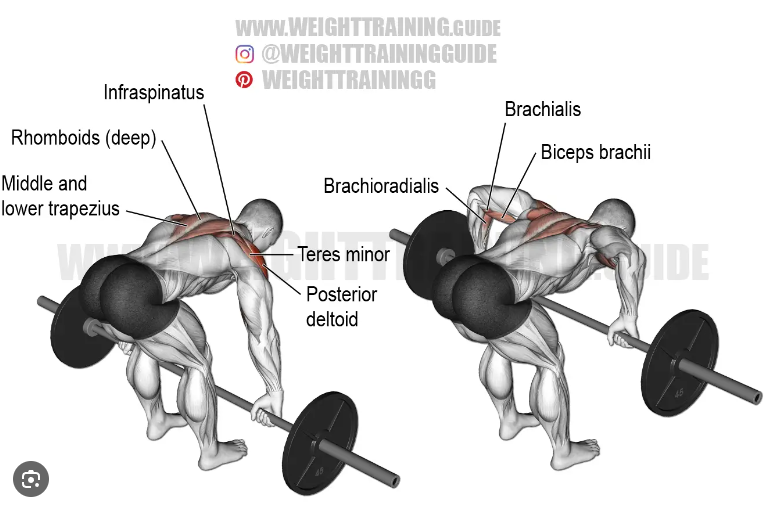 WWW.WEIGHTTRAINING.GUIDE
@WEIGHTTRAININGGUIDE
WEIGHTTRAININGG
Infraspinatus
Rhomboids (deep)
Middle and
lower trapezius
Teres minor
Posterior
deltoid
Brachialis
Biceps brachii
Brachioradialis
WWW.WEIGHTTRAINING.GUIDE